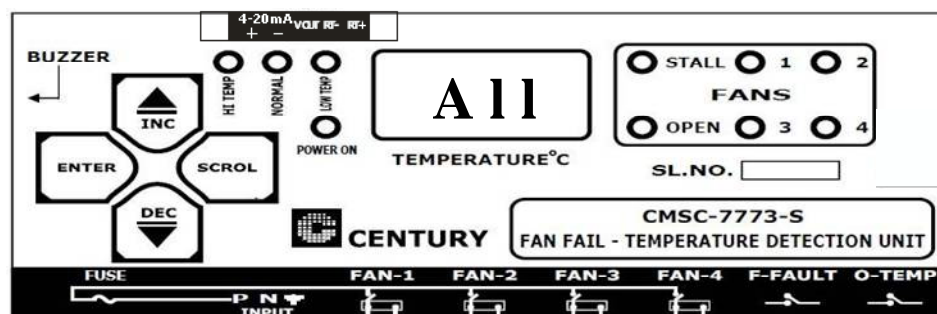 4-20mA VOUT RT- RT+
+ -
BUZZER
HI TEMP
NORMAL
LOW TEMP
POWER ON
INC
ENTER
SCROL
DEC
All
TEMPERATURE°C
STALL 1 2
FANS
OPEN 3 4
SL.NO.
CENTURY
CMSC-7773-S
FAN FAIL - TEMPERATURE DETECTION UNIT
FUSE FAN-1 FAN-2 FAN-3 FAN-4 F-FAULT O-TEMP
P N
INPUT